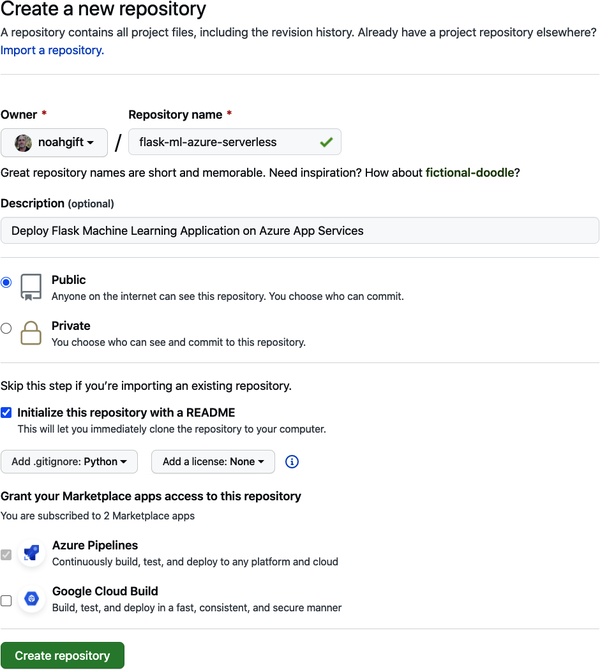 Create a new repository
A repository contains all project files, including the revision history. Already have a project repository elsewhere?
Import a repository.
Owner *
Repository name *
noahgift
/
flask-ml-azure-serverless
Great repository names are short and memorable. Need inspiration? How about fictional-doodle?
Description (optional)
Deploy Flask Machine Learning Application on Azure App Services
Public
Anyone on the internet can see this repository. You choose who can commit.
Private
You choose who can see and commit to this repository.
Skip this step if you’re importing an existing repository.
Initialize this repository with a README
This will let you immediately clone the repository to your computer.
Add .gitignore: Python
Add a license: None
Grant your Marketplace apps access to this repository
You are subscribed to 2 Marketplace apps
Azure Pipelines
Continuously build, test, and deploy to any platform and cloud
Google Cloud Build
Build, test, and deploy in a fast, consistent, and secure manner
Create repository